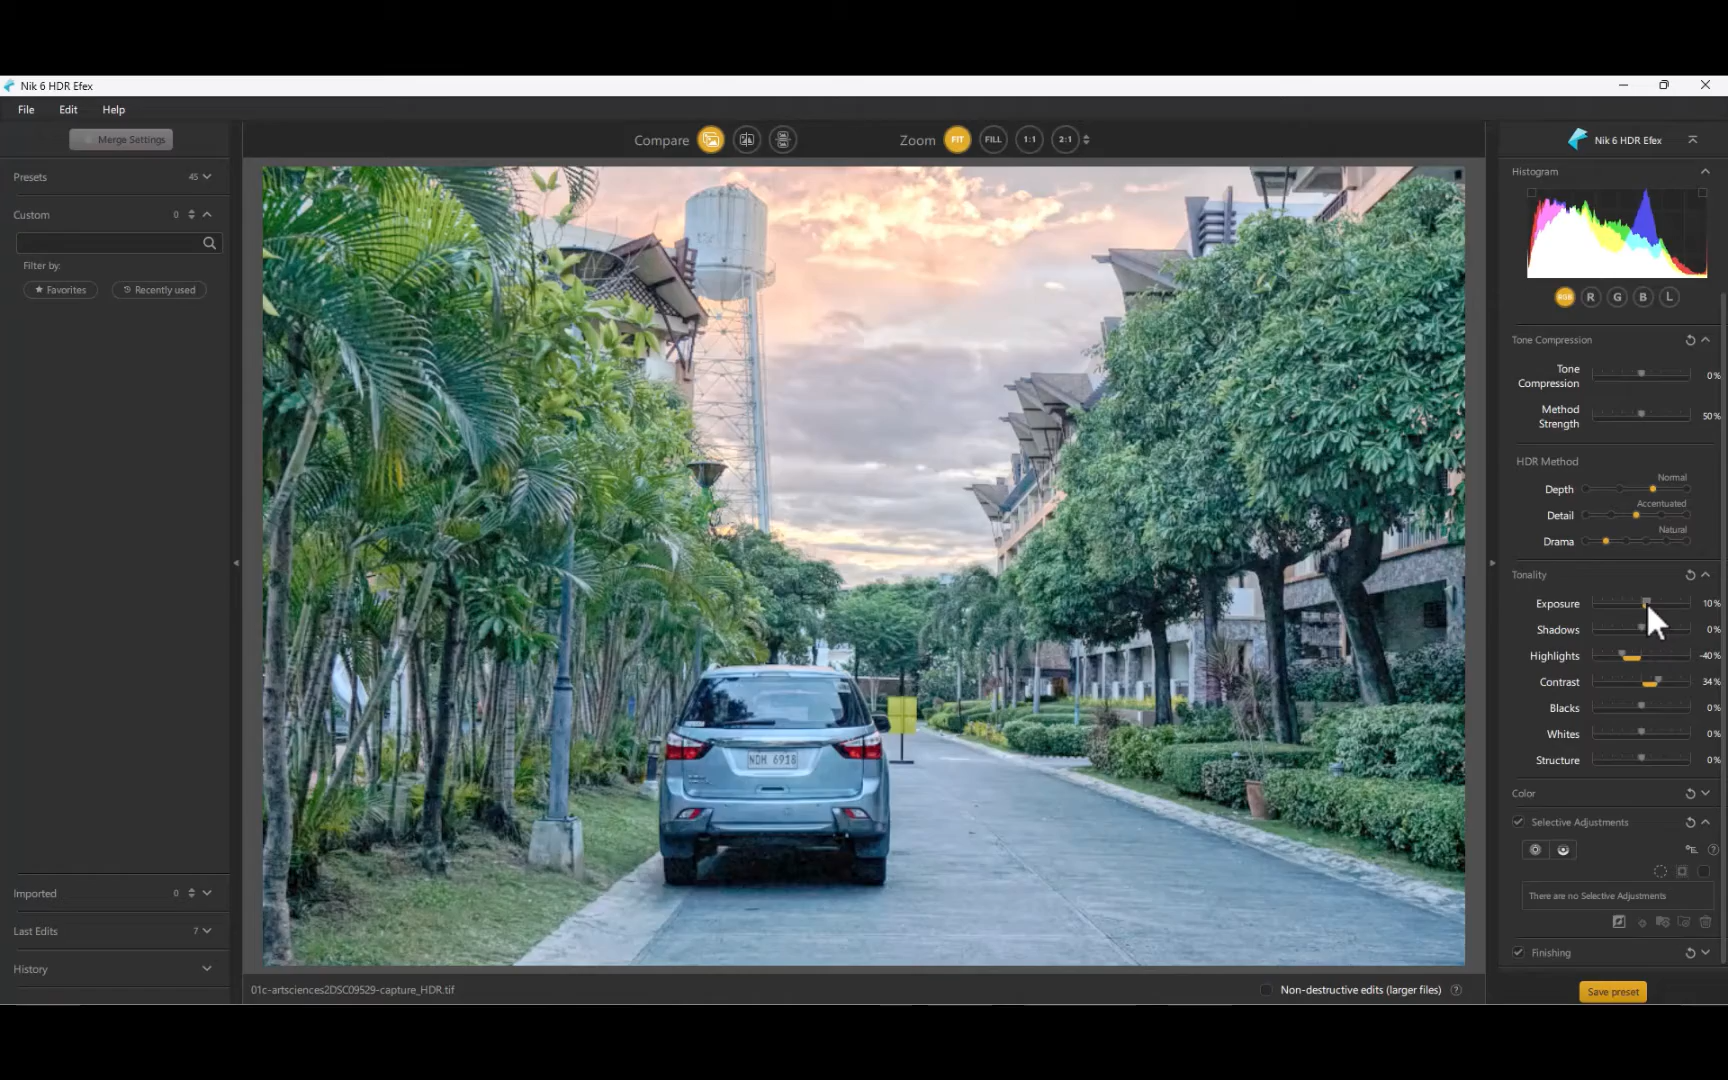 Nik 6 HDR Efex
File Edit Help
Merge Settings
Compare
Zoom FIT FILL 1:1 2:1
Nik 6 HDR Efex
Presets 45
Custom 0
Filter by:
Favorites Recently used
Imported 0
Last Edits 7
History
NDH 6918
01c-artsciences2DSC09529-capture_HDR.tif
Non-destructive edits (larger files) ?
Histogram
RGB R G B L
Tone Compression
Tone Compression 0%
Method Strength 50%
HDR Method
Normal
Depth
Accentuated
Detail
Natural
Drama
Tonality
Exposure 10%
Shadows 0%
Highlights -40%
Contrast 34%
Blacks 0%
Whites 0%
Structure 0%
Color
Selective Adjustments
?
There are no Selective Adjustments
Finishing
Save preset